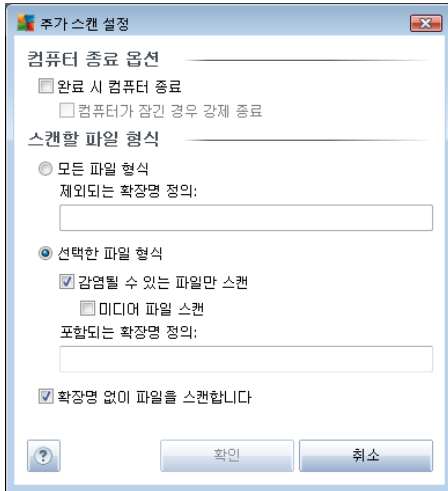 추가 스캔 설정
컴퓨터 종료 옵션
완료 시 컴퓨터 종료
컴퓨터가 잠긴 경우 강제 종료
스캔할 파일 형식
모든 파일 형식
제외되는 확장명 정의:
선택한 파일 형식
감염될 수 있는 파일만 스캔
미디어 파일 스캔
포함되는 확장명 정의:
확장명 없이 파일을 스캔합니다
? 확인 취소